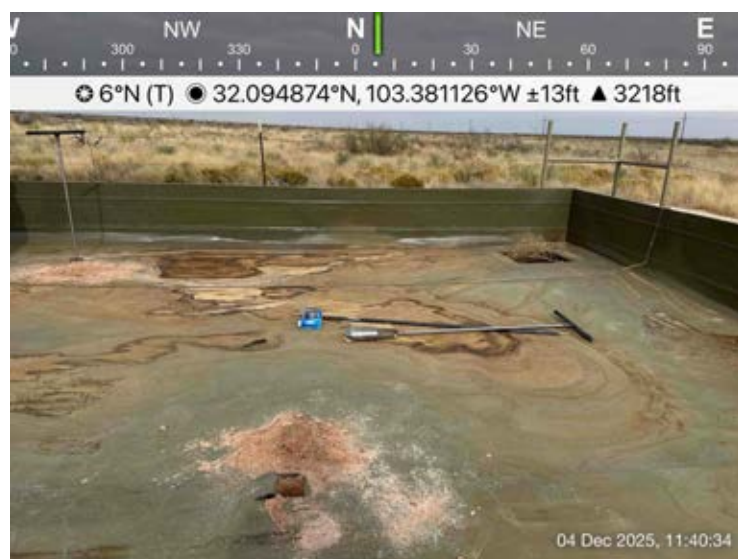 W NW N NE E
300 330 0 30 60 90
6°N (T) 32.094874°N, 103.381126°W ±13ft ▲ 3218ft
04 Dec 2025, 11:40:34